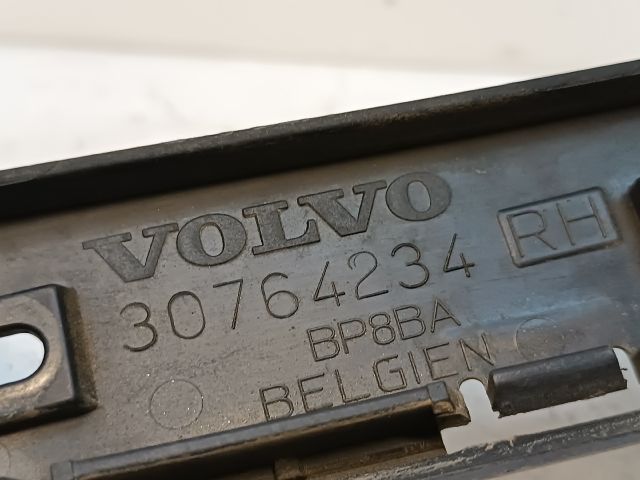 VOLVO
30764234 RH
BP8BA
BELGIEN